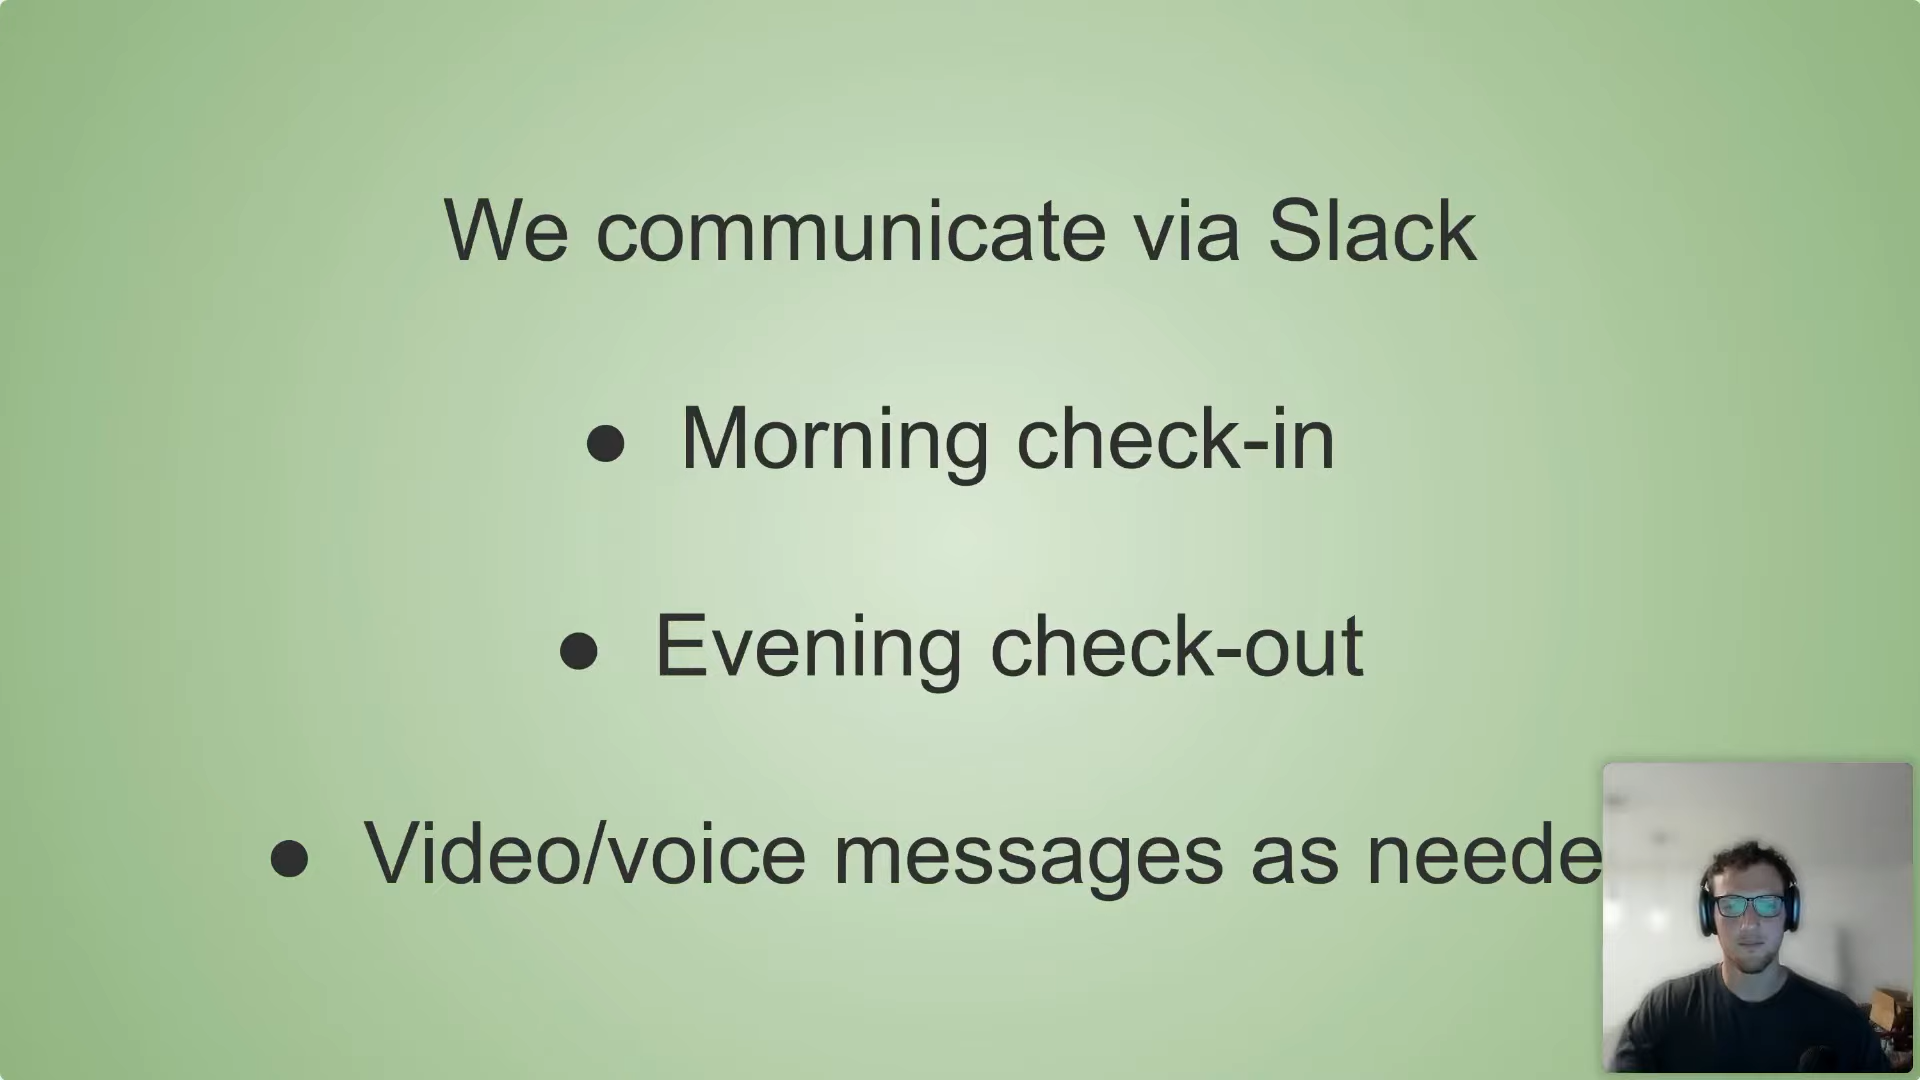 We communicate via Slack
● Morning check-in
● Evening check-out
● Video/voice messages as neede